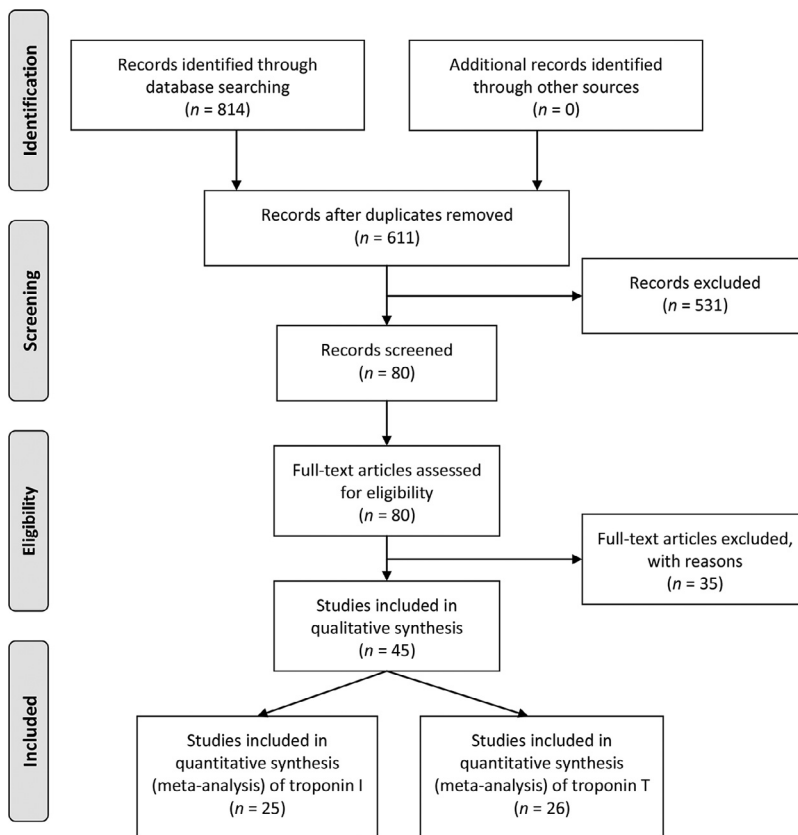 Identification
Records identified through
database searching
(n = 814)
Additional records identified
through other sources
(n = 0)
Records after duplicates removed
(n = 611)
Screening
Records excluded
(n = 531)
Records screened
(n = 80)
Eligibility
Full-text articles assessed
for eligibility
(n = 80)
Full-text articles excluded,
with reasons
(n = 35)
Studies included in
qualitative synthesis
(n = 45)
Included
Studies included in
quantitative synthesis
(meta-analysis) of troponin I
(n = 25)
Studies included in
quantitative synthesis
(meta-analysis) of troponin T
(n = 26)